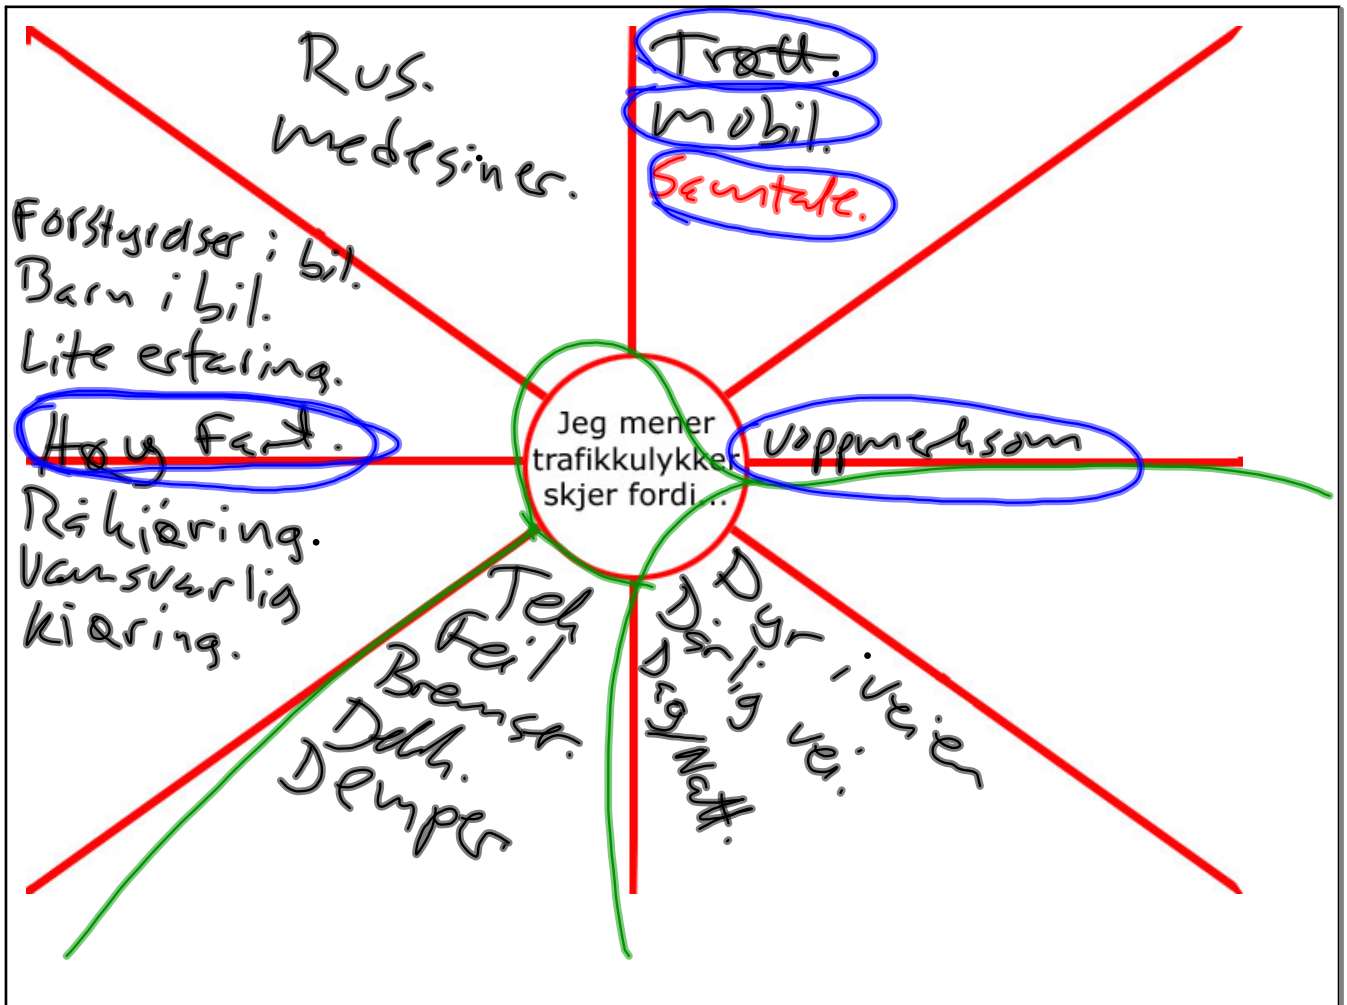 Rus.
medesiner.
Trøtt.
mobil.
Samtale.
Forstyrelser i bil.
Barn i bil.
Lite erfaring.
Høy Fart.
Råkjøring.
Uansvarlig
kjøring.
Jeg mener
trafikkulykker
skjer fordi...
Uoppmerksom
Tek
Feil
Bremser.
Dekk.
Demper
Dyr i veien
Dårlig vei.
Dag/Natt.